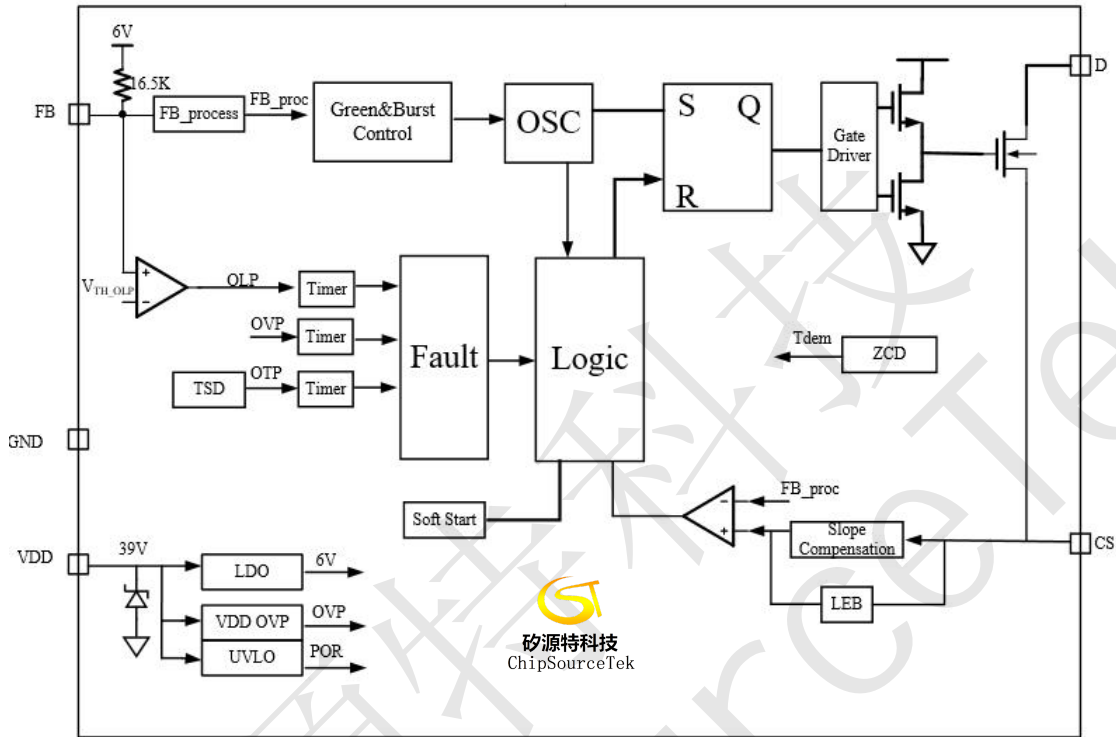 6V
16.5K
FB
FB_process
FB_proc
Green&Burst
Control
OSC
S
Q
R
Gate
Driver
D
VTH_OLP
+
−
OLP
Timer
OVP
Timer
TSD
OTP
Timer
Fault
Logic
Tdem
ZCD
GND
Soft Start
−
+
FB_proc
Slope
Compensation
LEB
CS
VDD
39V
LDO
6V
VDD OVP
OVP
UVLO
POR
矽源特科技
ChipSourceTek